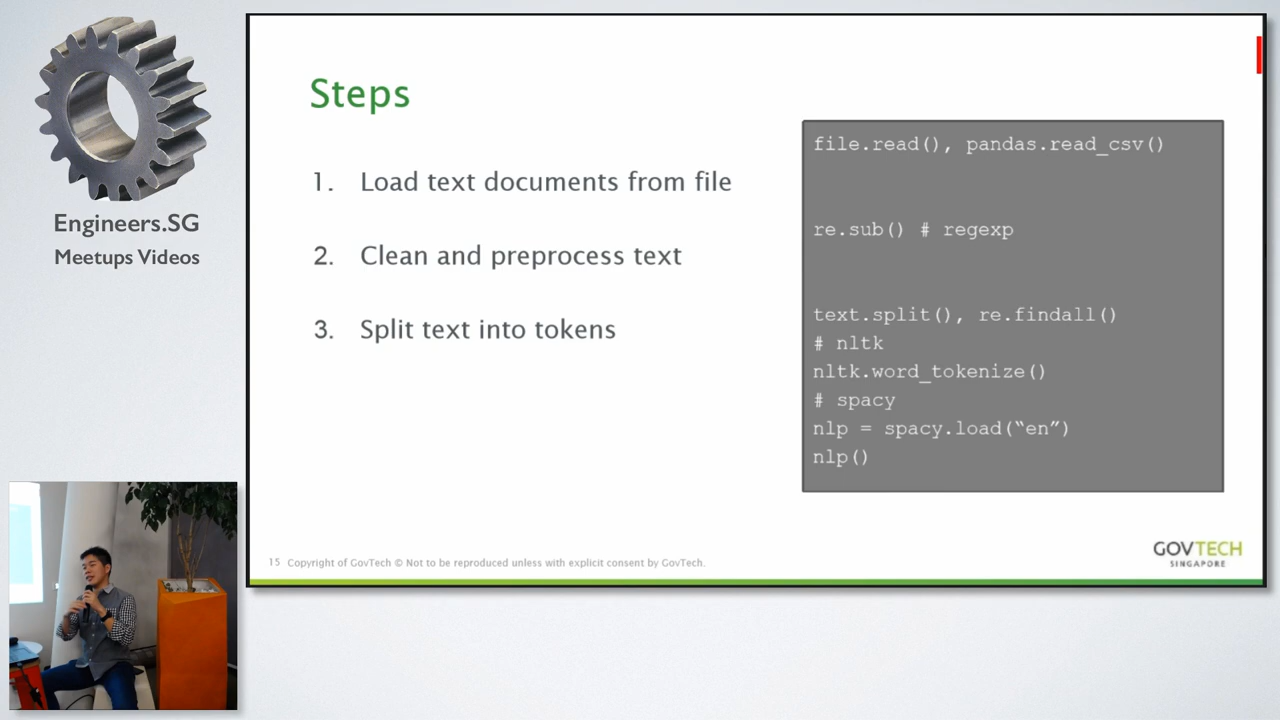 Engineers.SG
Meetups Videos
Steps
1. Load text documents from file
2. Clean and preprocess text
3. Split text into tokens
file.read(), pandas.read_csv()
re.sub() # regexp
text.split(), re.findall()
# nltk
nltk.word_tokenize()
# spacy
nlp = spacy.load(“en”)
nlp()
15 Copyright of GovTech © Not to be reproduced unless with explicit consent by GovTech.
GOVTECH
SINGAPORE